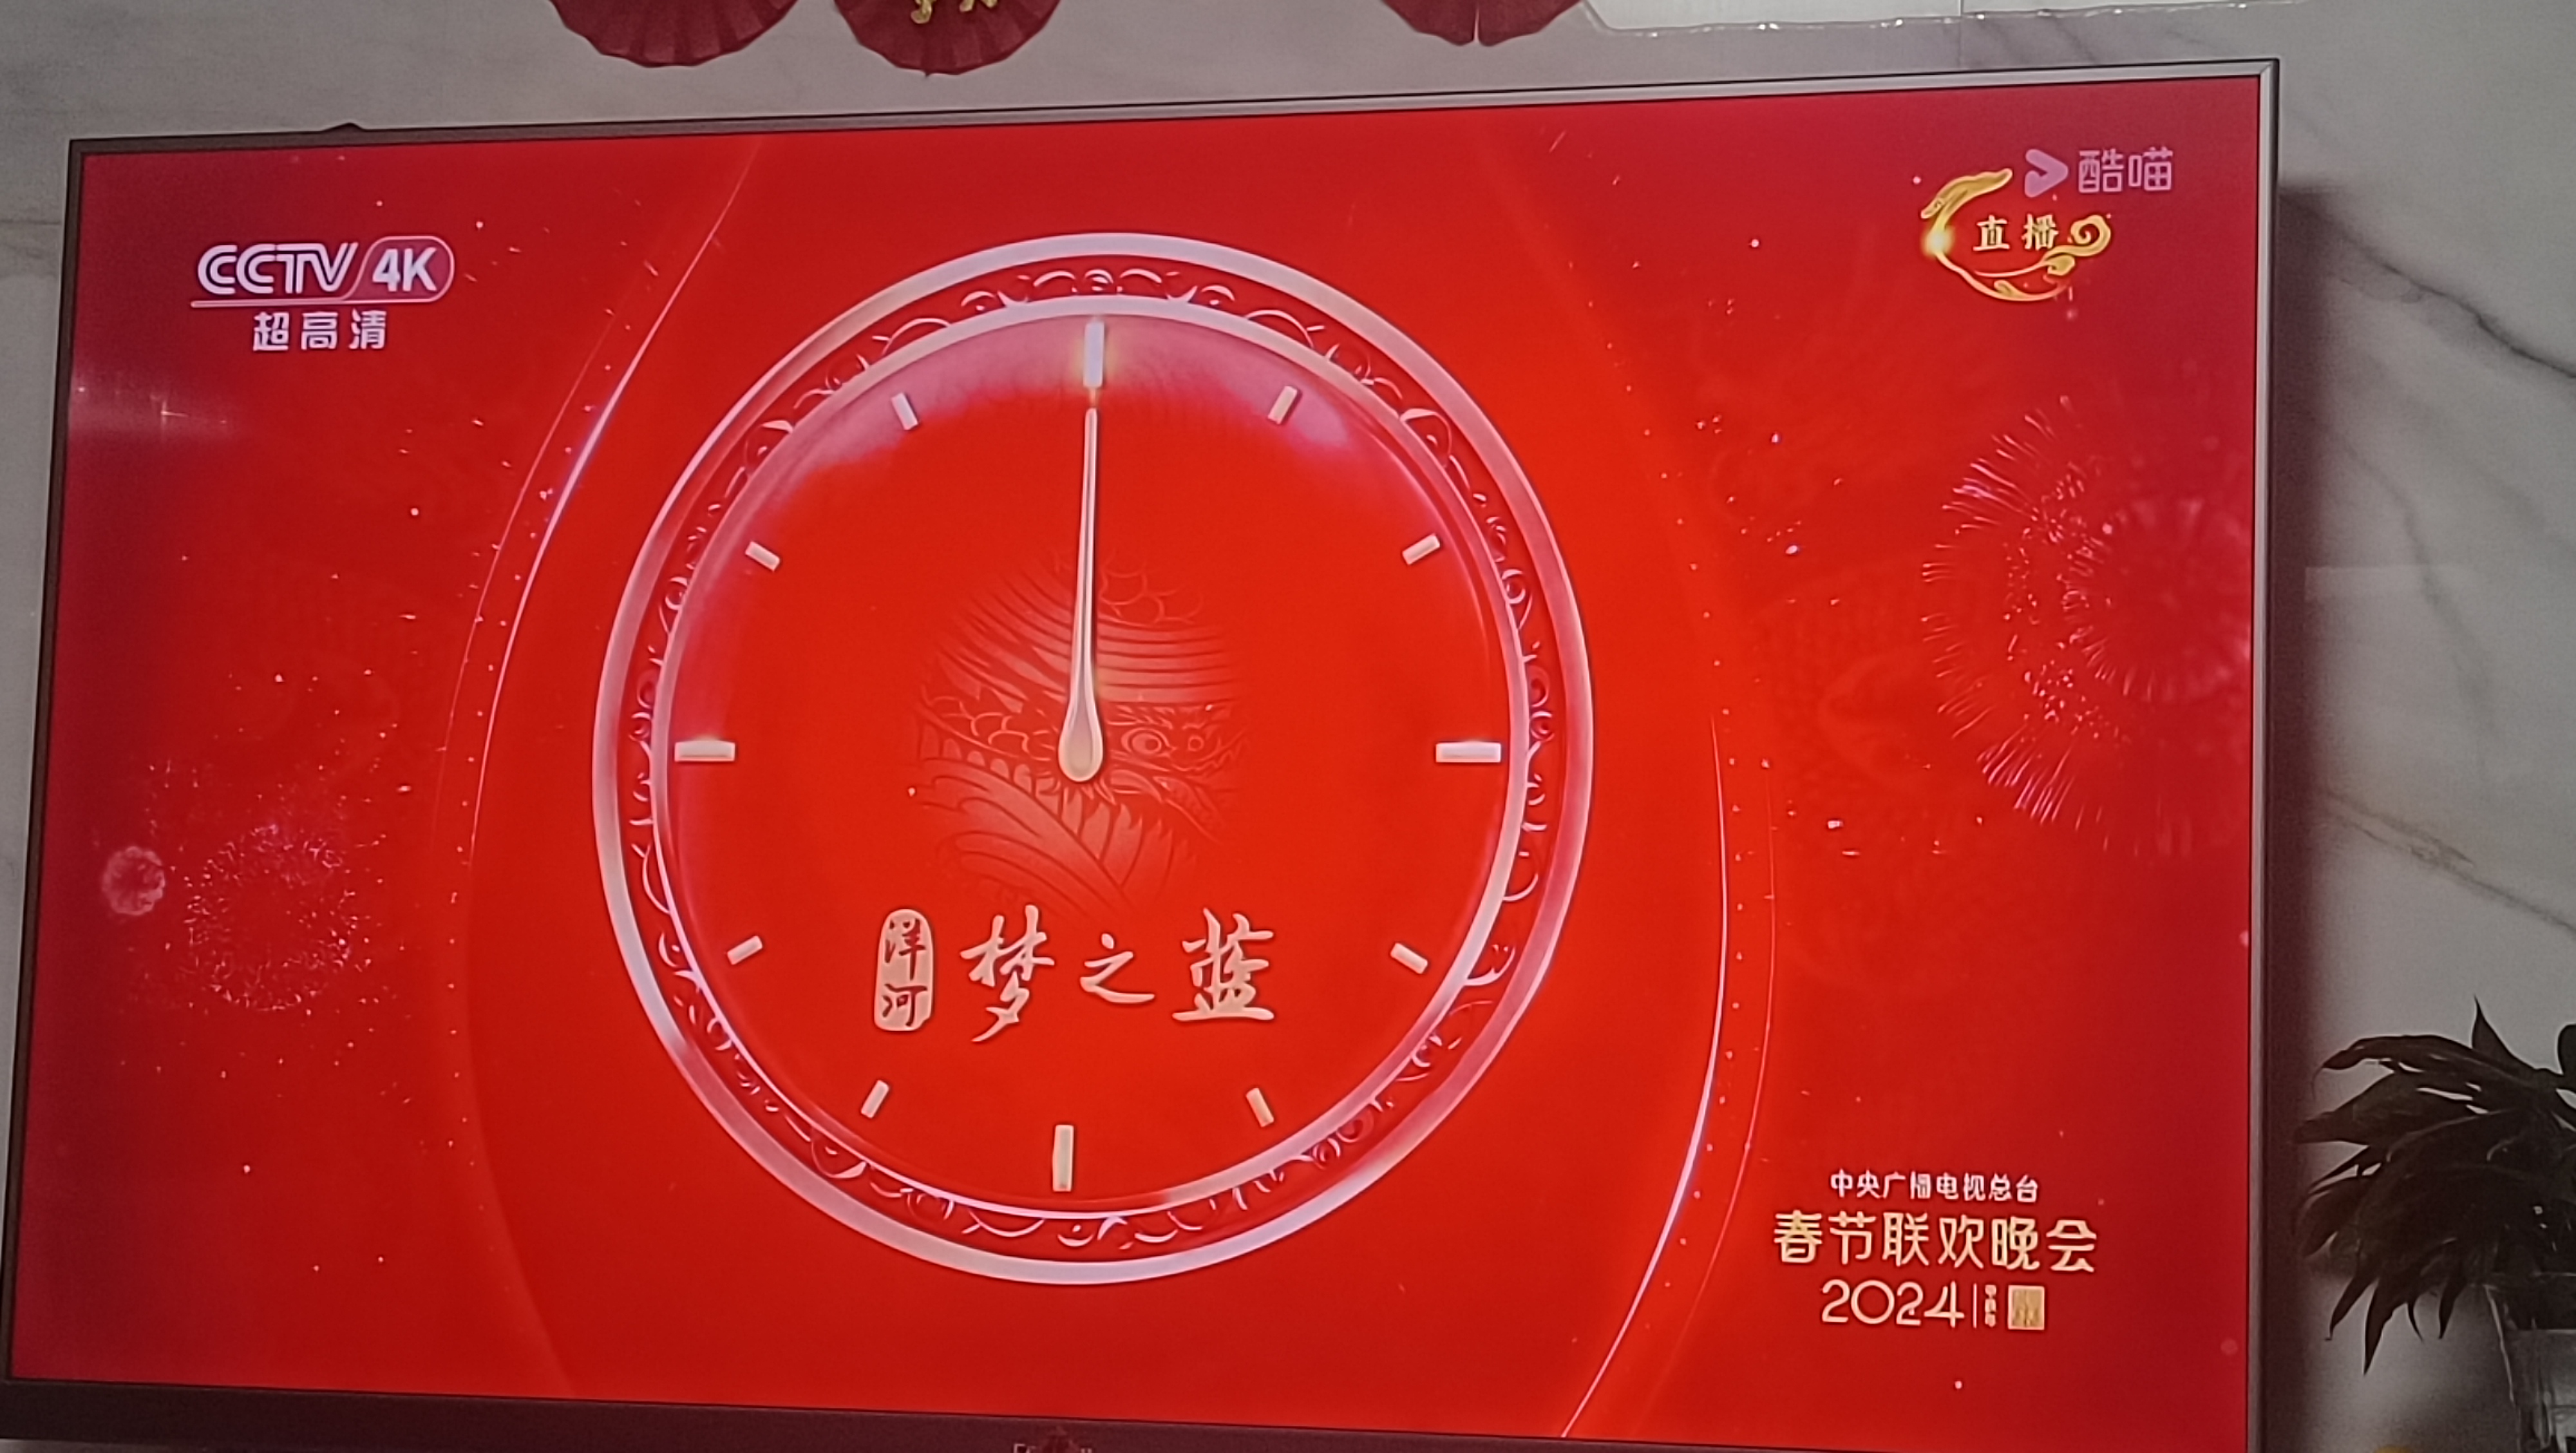 酷喵
直播
CCTV 4K
超高清
洋河 梦之蓝
中央广播电视总台
春节联欢晚会
2024